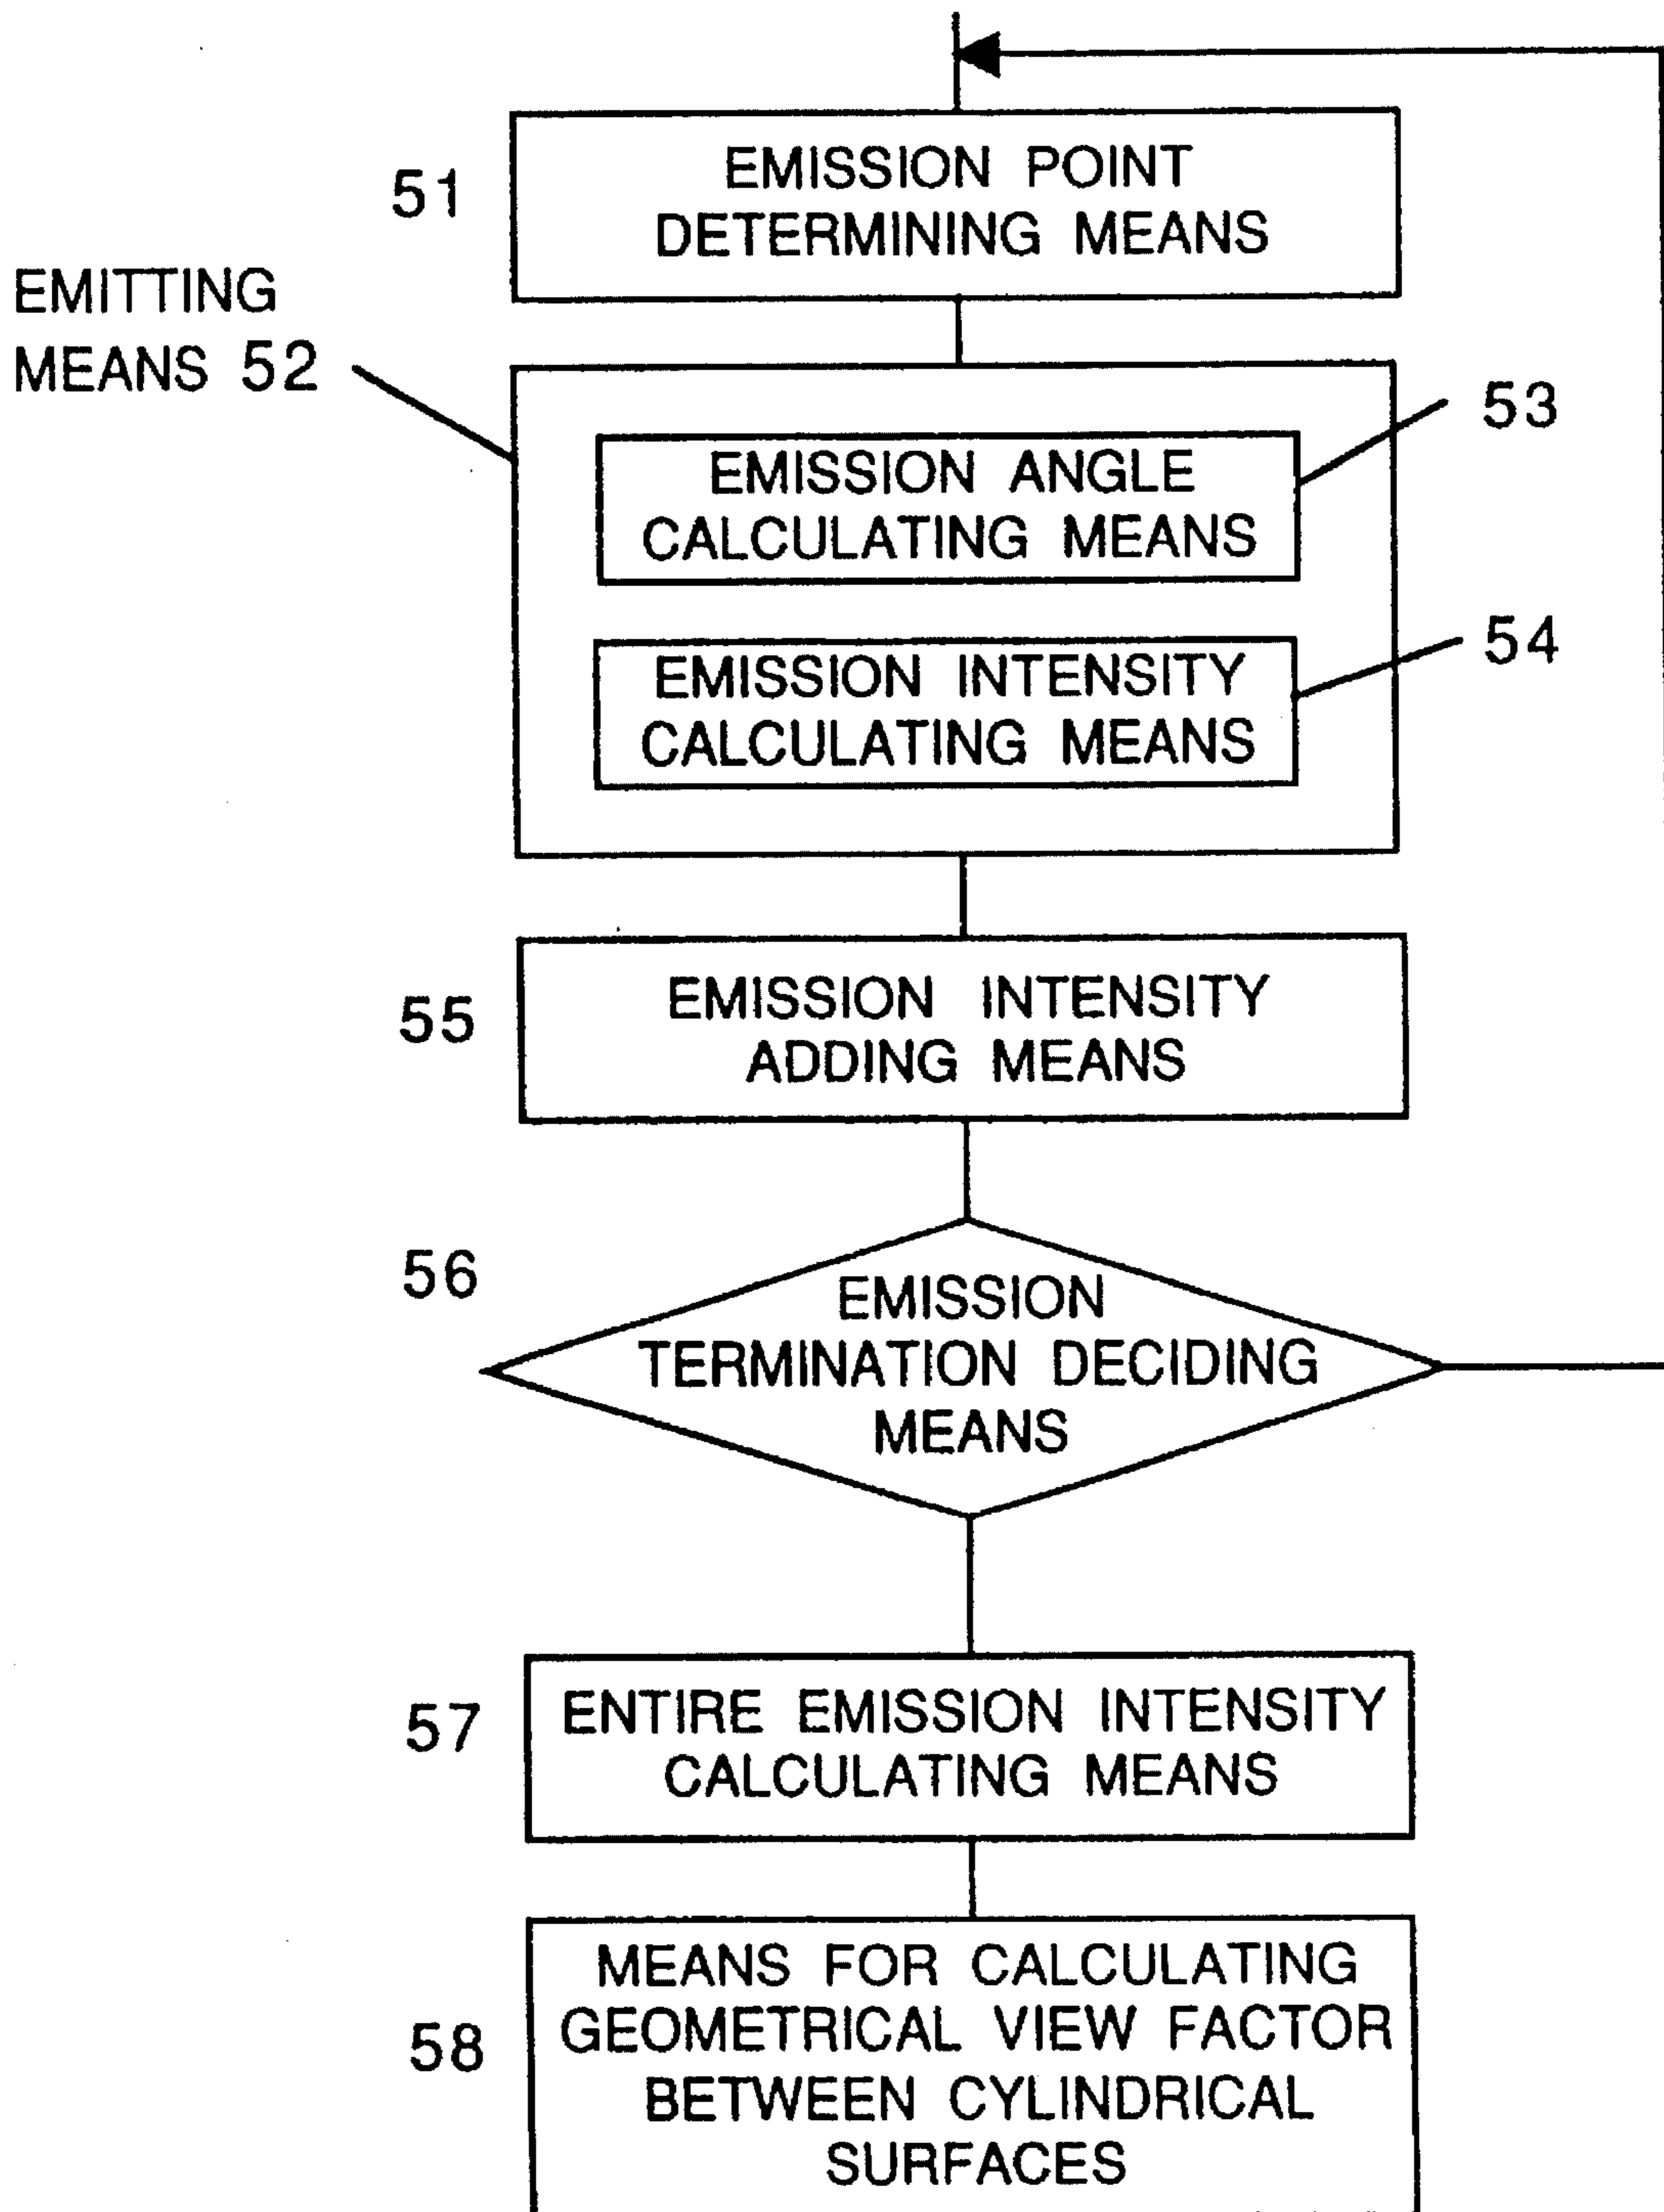 51
EMISSION POINT
DETERMINING MEANS
EMITTING
MEANS 52
53
EMISSION ANGLE
CALCULATING MEANS
54
EMISSION INTENSITY
CALCULATING MEANS
55
EMISSION INTENSITY
ADDING MEANS
56
EMISSION
TERMINATION DECIDING
MEANS
57
ENTIRE EMISSION INTENSITY
CALCULATING MEANS
58
MEANS FOR CALCULATING
GEOMETRICAL VIEW FACTOR
BETWEEN CYLINDRICAL
SURFACES